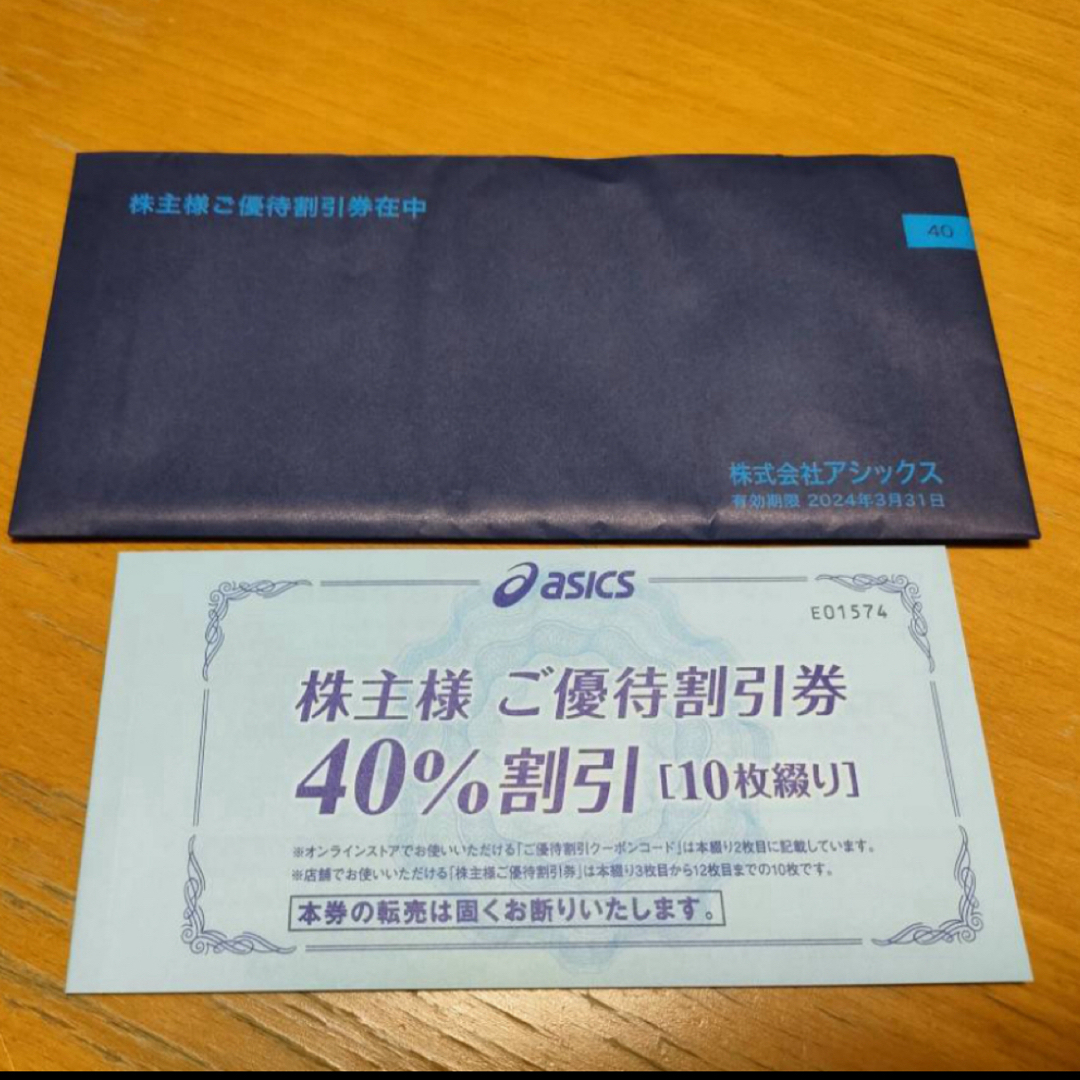 株主様ご優待割引券在中
40
株式会社アシックス
有効期限 2024年3月31日
asics
E01574
株主様 ご優待割引券
40%割引 [10枚綴り]
※オンラインストアでお使いいただける「ご優待割引クーポンコード」は本綴り2枚目に記載しています。
※店舗でお使いいただける「株主様ご優待割引券」は本綴り3枚目から12枚目までの10枚です。
本券の転売は固くお断りいたします。